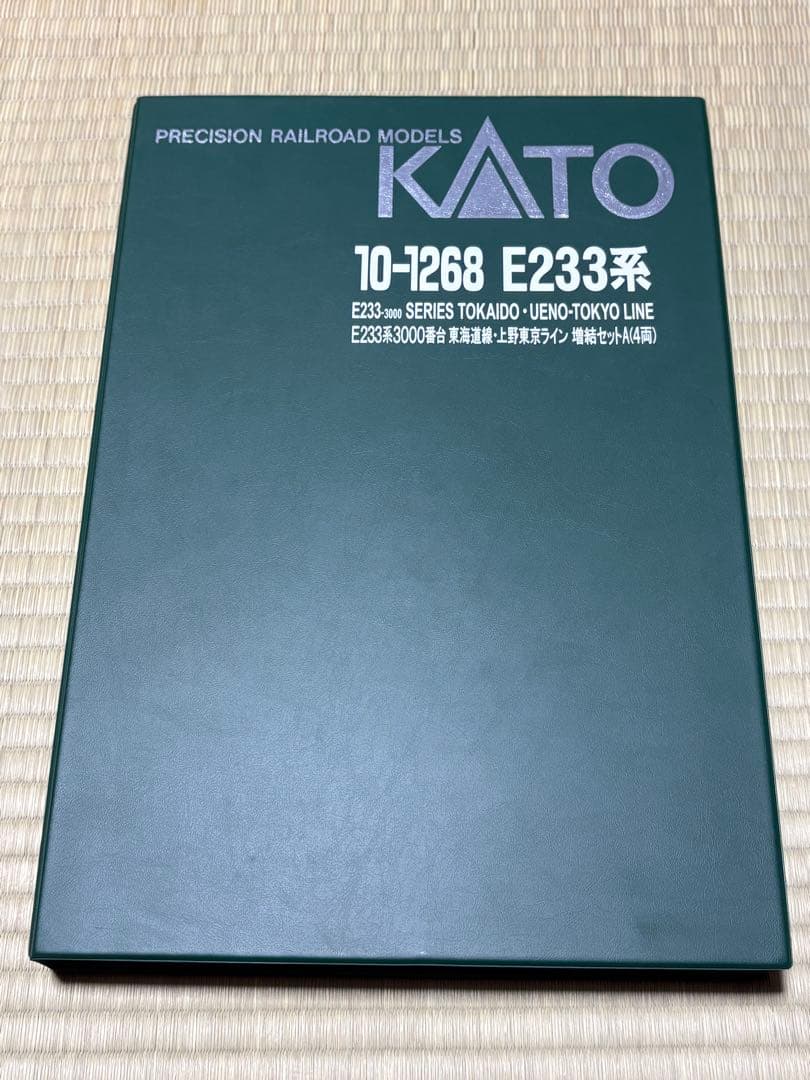 PRECISION RAILROAD MODELS
KATO
10-1268 E233系
E233-3000 SERIES TOKAIDO・UENO-TOKYO LINE
E233系3000番台 東海道線・上野東京ライン 増結セットA(4両)